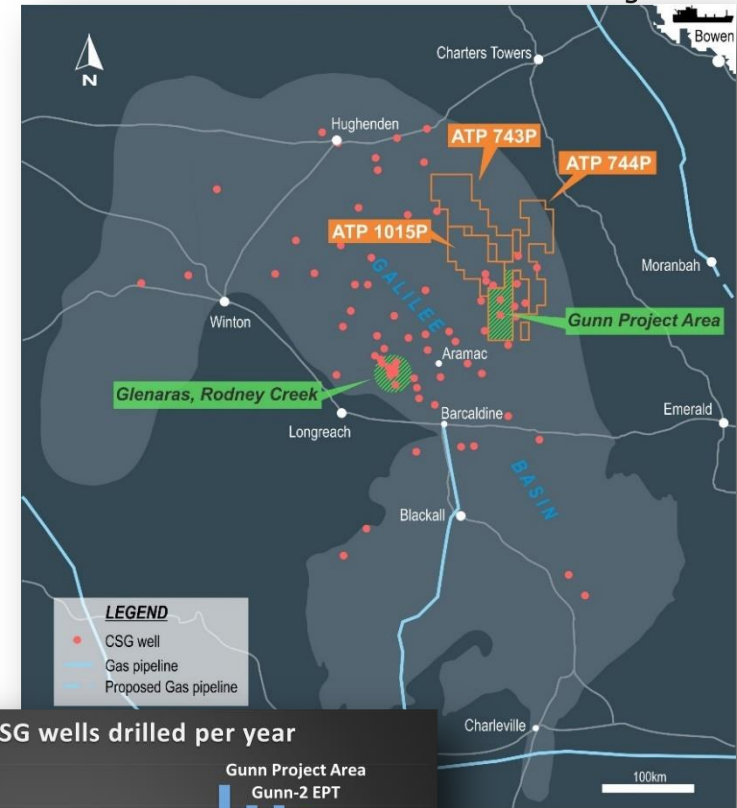 Bowen
Charters Towers
N
Hughenden
ATP 743P
ATP 744P
ATP 1015P
Moranbah
GALILEE
Winton
Gunn Project Area
Aramac
Glenaras, Rodney Creek
Barcaldine
Emerald
Longreach
BASIN
Blackall
LEGEND
CSG well
Gas pipeline
Proposed Gas pipeline
Charleville
SG wells drilled per year
Gunn Project Area
Gunn-2 EPT
100km